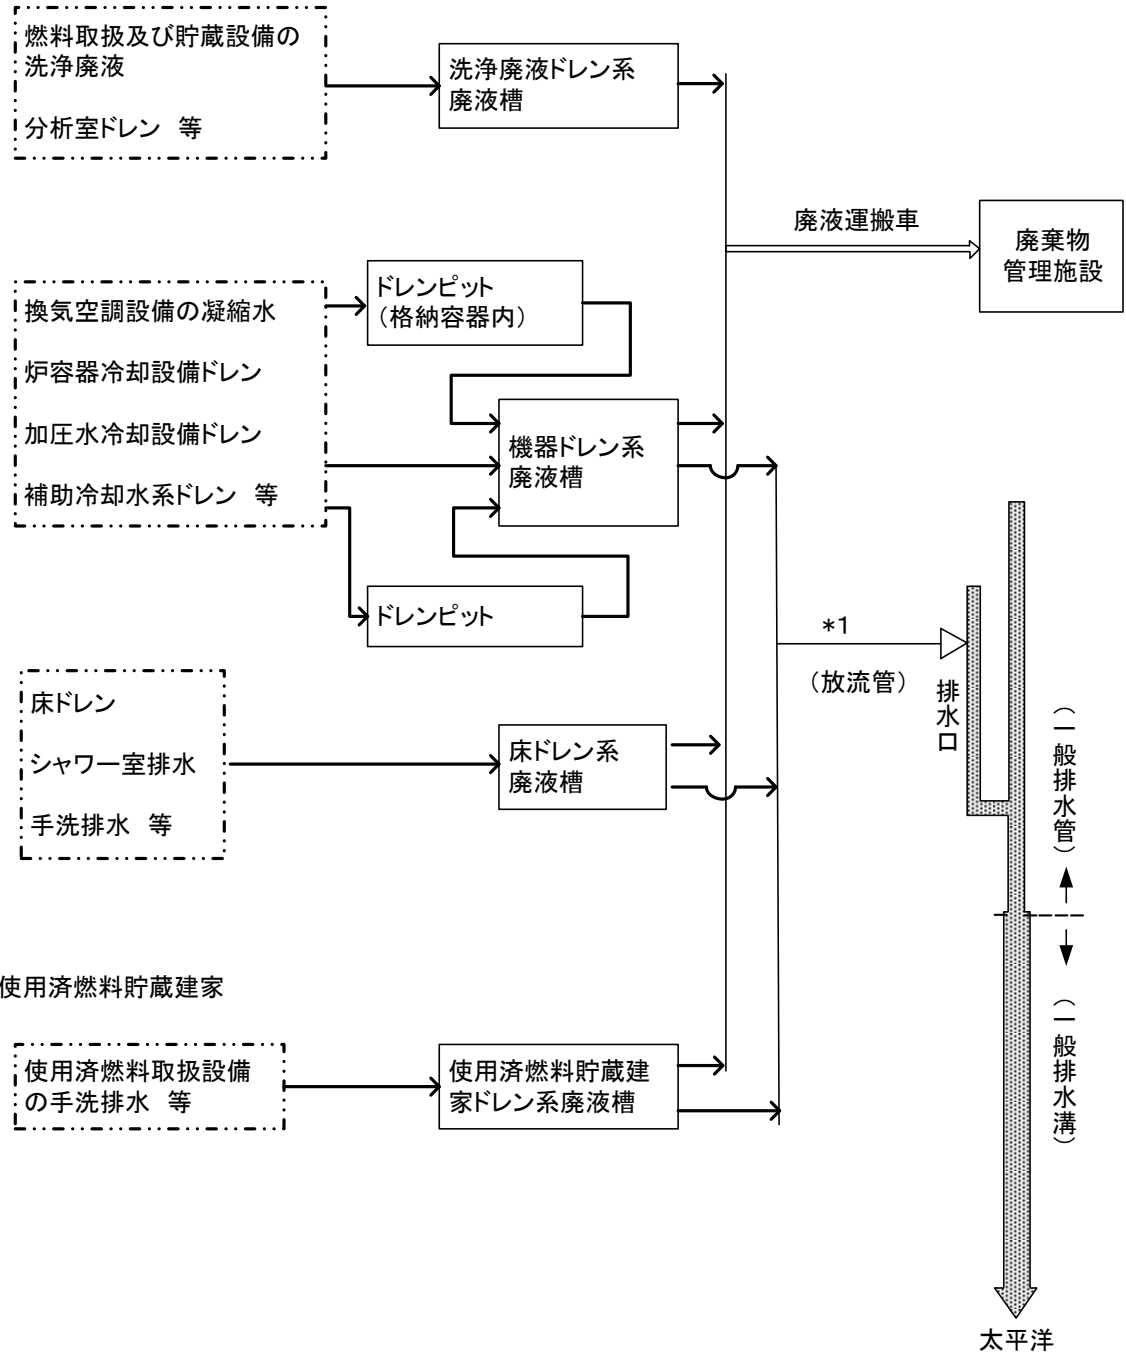 燃料取扱及び貯蔵設備の
洗浄廃液
分析室ドレン 等
洗浄廃液ドレン系
廃液槽
廃液運搬車
廃棄物
管理施設
換気空調設備の凝縮水
炉容器冷却設備ドレン
加圧水冷却設備ドレン
補助冷却水系ドレン 等
ドレンピット
（格納容器内）
機器ドレン系
廃液槽
ドレンピット
*1
（放流管）
排水口
（一般排水管）
床ドレン
シャワー室排水
手洗排水 等
床ドレン系
廃液槽
使用済燃料貯蔵建家
使用済燃料取扱設備
の手洗排水 等
使用済燃料貯蔵建
家ドレン系廃液槽
（一般排水溝）
太平洋